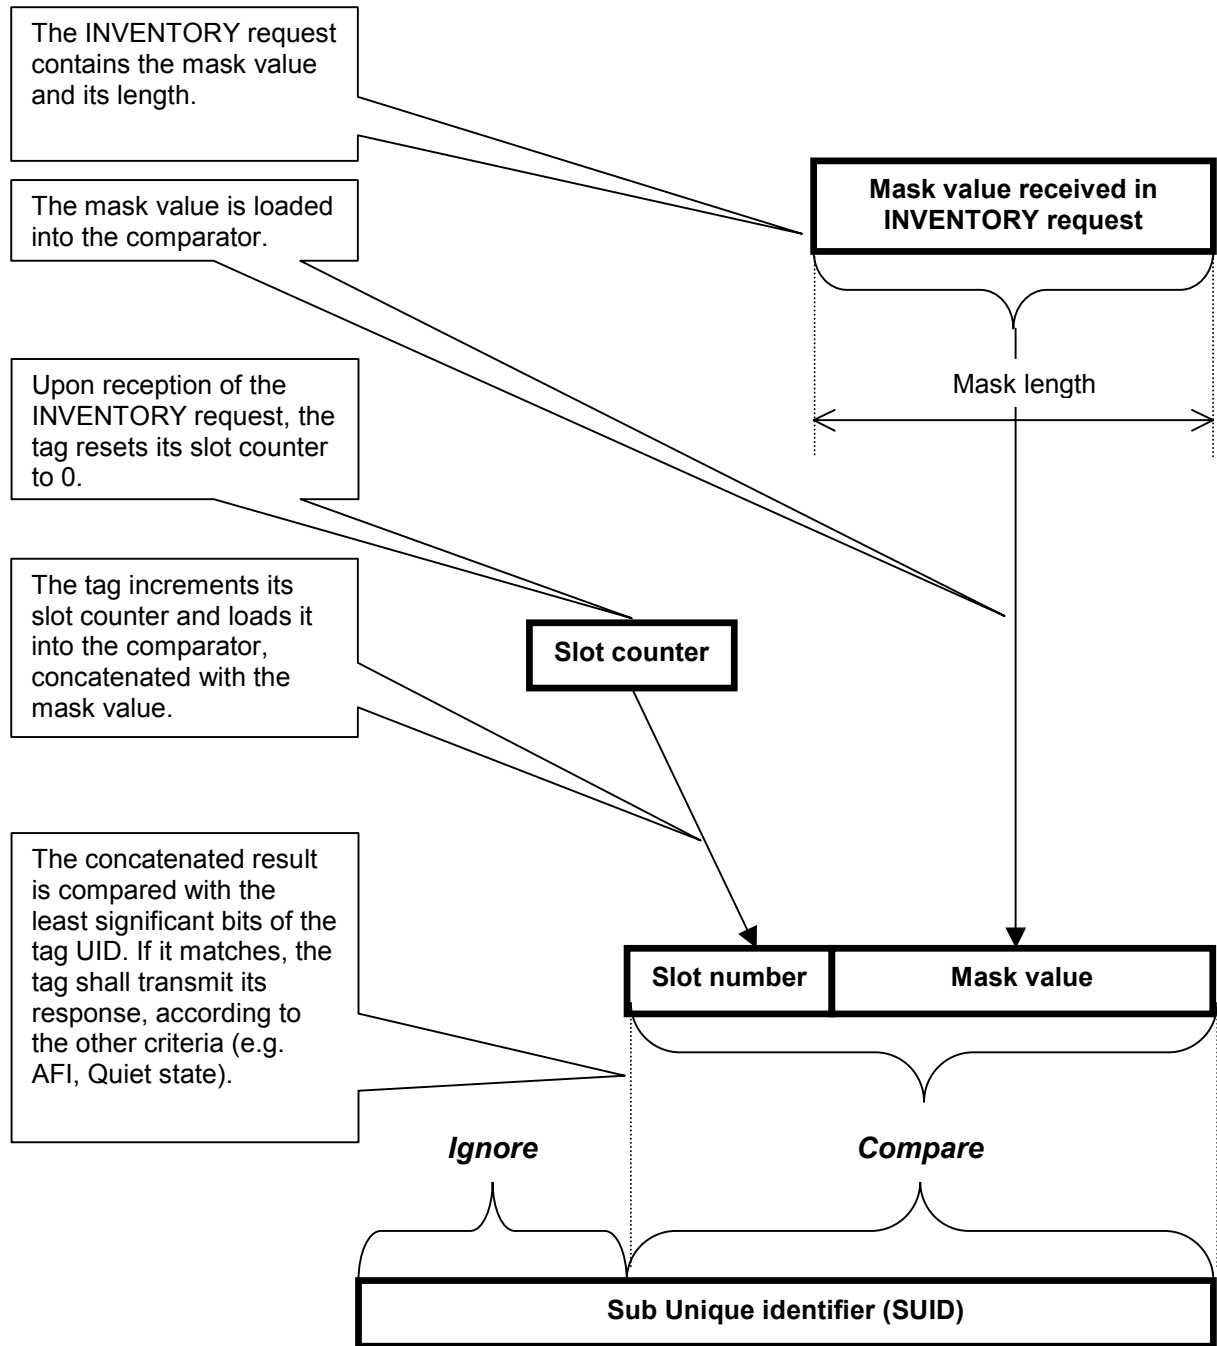 The INVENTORY request
contains the mask value
and its length.
Mask value received in
INVENTORY request
The mask value is loaded
into the comparator.
Mask length
Upon reception of the
INVENTORY request, the
tag resets its slot counter
to 0.
The tag increments its
slot counter and loads it
into the comparator,
concatenated with the
mask value.
Slot counter
The concatenated result
is compared with the
least significant bits of the
tag UID. If it matches, the
tag shall transmit its
response, according to
the other criteria (e.g.
AFI, Quiet state).
Slot number
Mask value
Ignore
Compare
Sub Unique identifier (SUID)